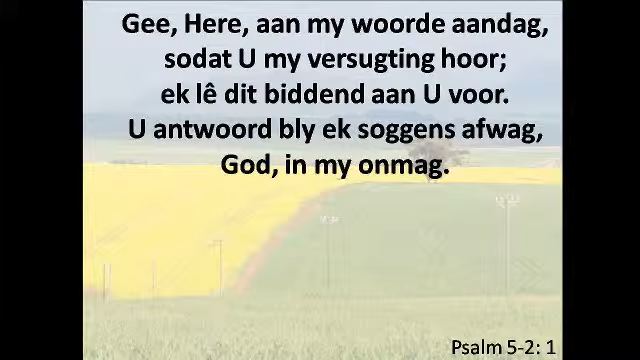 Gee, Here, aan my woorde aandag,
sodat U my versugting hoor;
ek lê dit biddend aan U voor.
U antwoord bly ek soggens afwag,
God, in my onmag.
Psalm 5-2: 1